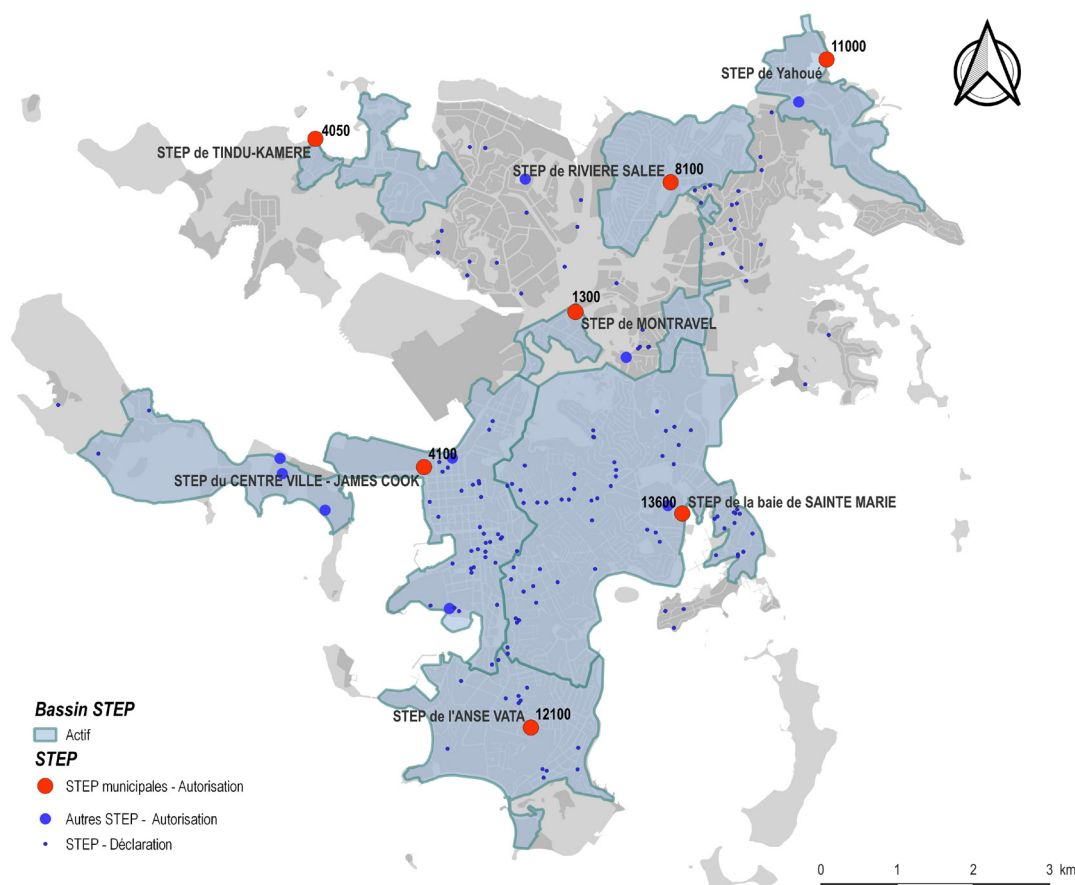 11000
STEP de Yahoué
4050
STEP de TINDU-KAMERE
STEP de RIVIERE SALEE
8100
1300
STEP de MONTRAVEL
4100
STEP du CENTRE VILLE - JAMES COOK
13600
STEP de la baie de SAINTE MARIE
STEP de l'ANSE VATA
12100
Bassin STEP
Actif
STEP
STEP municipales - Autorisation
Autres STEP - Autorisation
STEP - Déclaration
0 1 2 3 km